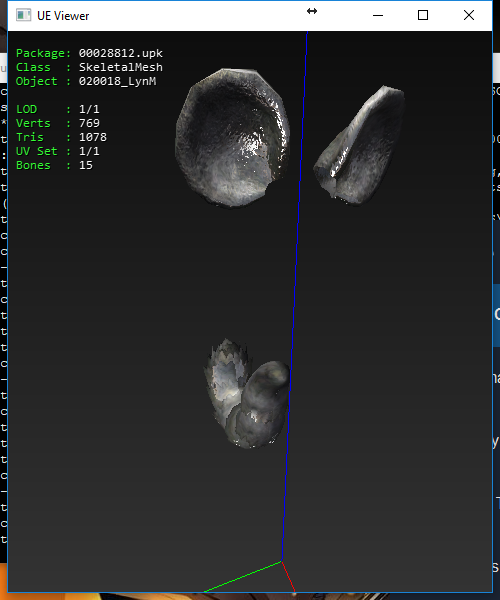 UE Viewer
Package: 00028812.upk
Class : SkeletalMesh
Object : 020018_LynM
LOD : 1/1
Verts : 769
Tris : 1078
UV Set : 1/1
Bones : 15